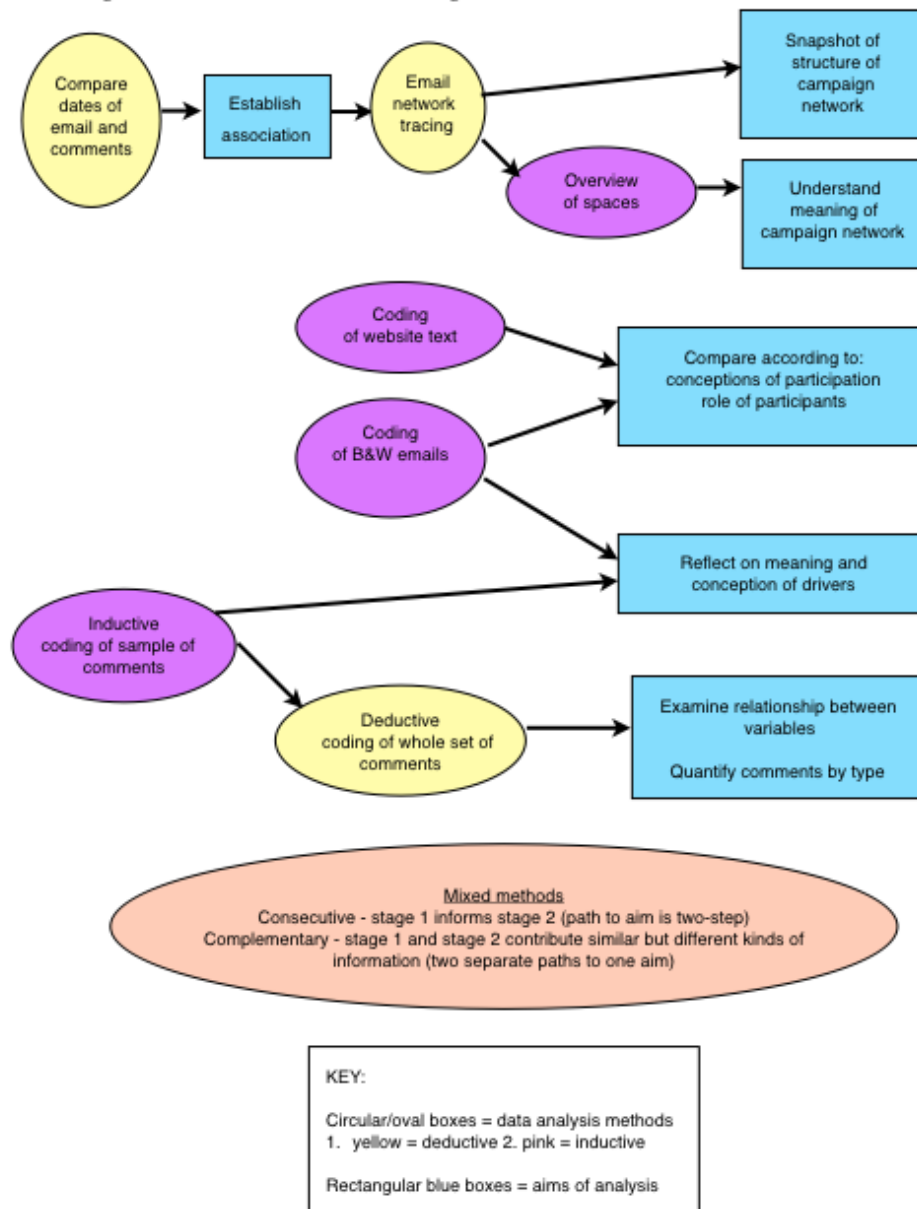 Compare
dates of
email and
comments
Establish
association
Email
network
tracing
Snapshot of
structure of
campaign
network
Overview
of spaces
Understand
meaning of
campaign network
Coding
of website text
Compare according to:
conceptions of participation
role of participants
Coding
of B&W emails
Reflect on meaning and
conception of drivers
Inductive
coding of sample of
comments
Deductive
coding of whole set of
comments
Examine relationship between
variables
Quantify comments by type
Mixed methods
Consecutive - stage 1 informs stage 2 (path to aim is two-step)
Complementary - stage 1 and stage 2 contribute similar but different kinds of
information (two separate paths to one aim)
KEY:
Circular/oval boxes = data analysis methods
1. yellow = deductive 2. pink = inductive
Rectangular blue boxes = aims of analysis